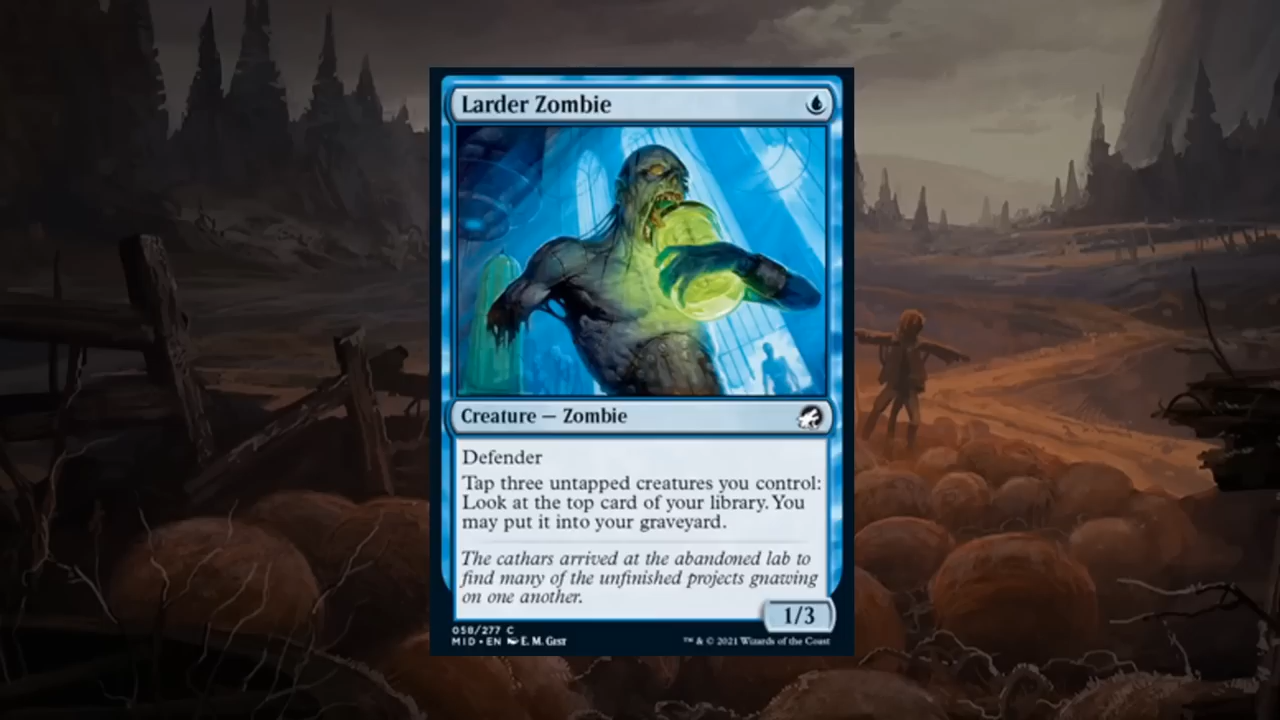 Larder Zombie
Creature — Zombie
Defender
Tap three untapped creatures you control:
Look at the top card of your library. You
may put it into your graveyard.
The cathars arrived at the abandoned lab to
find many of the unfinished projects gnawing
on one another.
1/3
058/277 C
MID • EN E. M. Gist
™ & © 2021 Wizards of the Coast